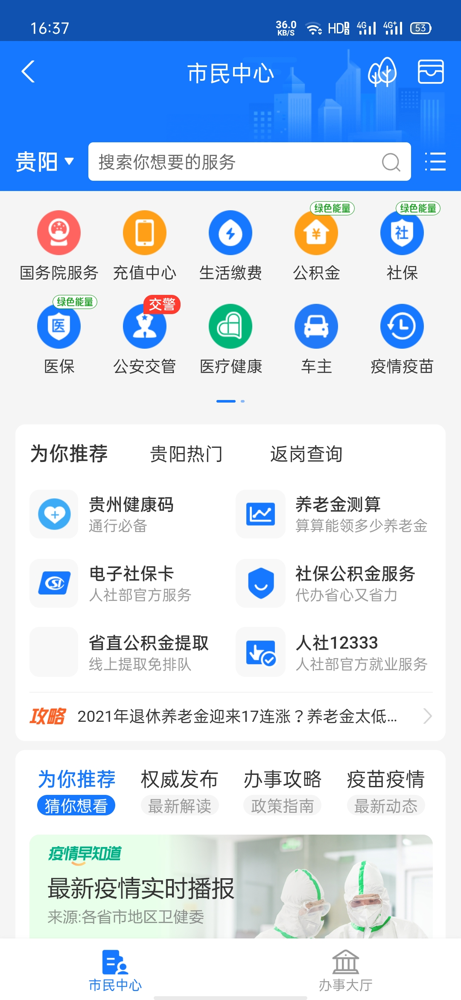 16:37
36.0
KB/S
HD
1
2
4G
4G+
53
市民中心
贵阳
搜索你想要的服务
绿色能量
绿色能量
社
国务院服务
充值中心
生活缴费
公积金
社保
绿色能量
交警
医
医保
公安交管
医疗健康
车主
疫情疫苗
为你推荐
贵阳热门
返岗查询
贵州健康码
通行必备
养老金测算
算算能领多少养老金
电子社保卡
人社部官方服务
社保公积金服务
代办省心又省力
省直公积金提取
线上提取免排队
人社12333
人社部官方就业服务
攻略
2021年退休养老金迎来17连涨？养老金太低...
为你推荐
权威发布
办事攻略
疫苗疫情
猜你想看
最新解读
政策指南
最新动态
疫情早知道
最新疫情实时播报
来源:各省市地区卫健委
市民中心
办事大厅